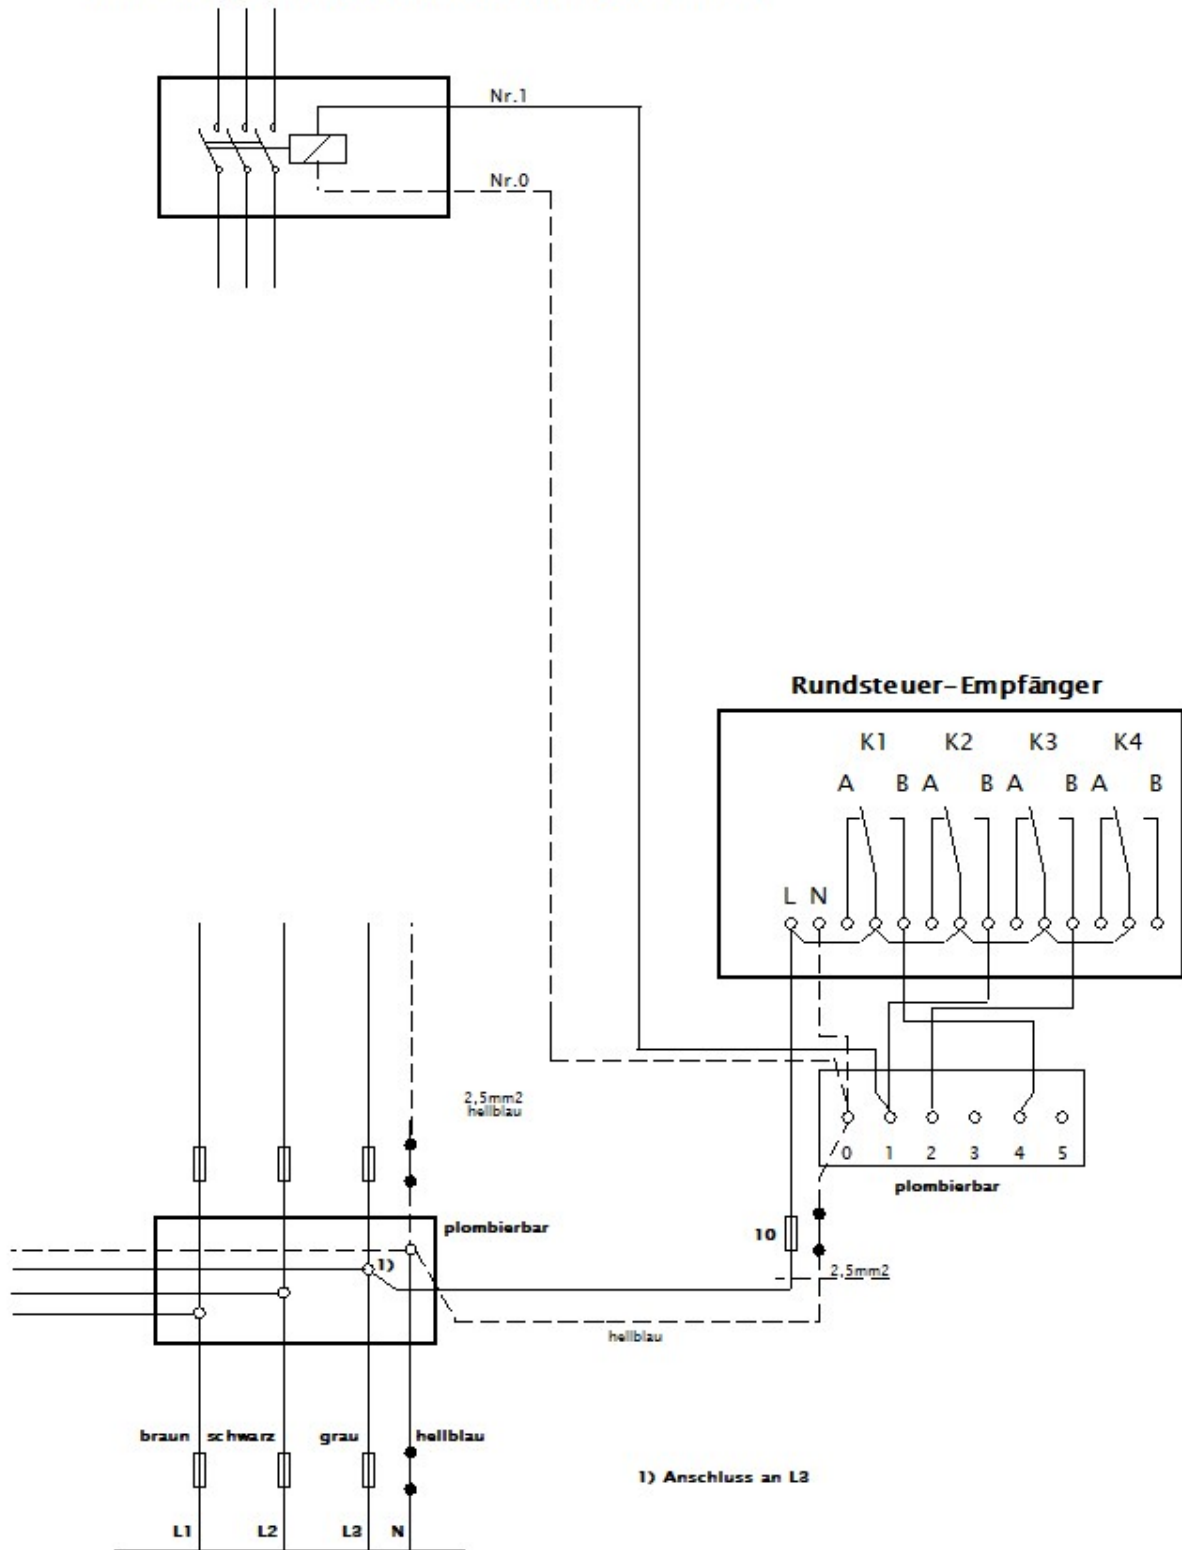 Nr.1
Nr.0
Rundsteuer-Empfänger
K1 K2 K3 K4
A B A B A B A B
L N
2,5mm2
hellblau
0 1 2 3 4 5
plombierbar
plombierbar
10
1)
2,5mm2
hellblau
braun schwarz grau hellblau
1) Anschluss an L3
L1 L2 L3 N